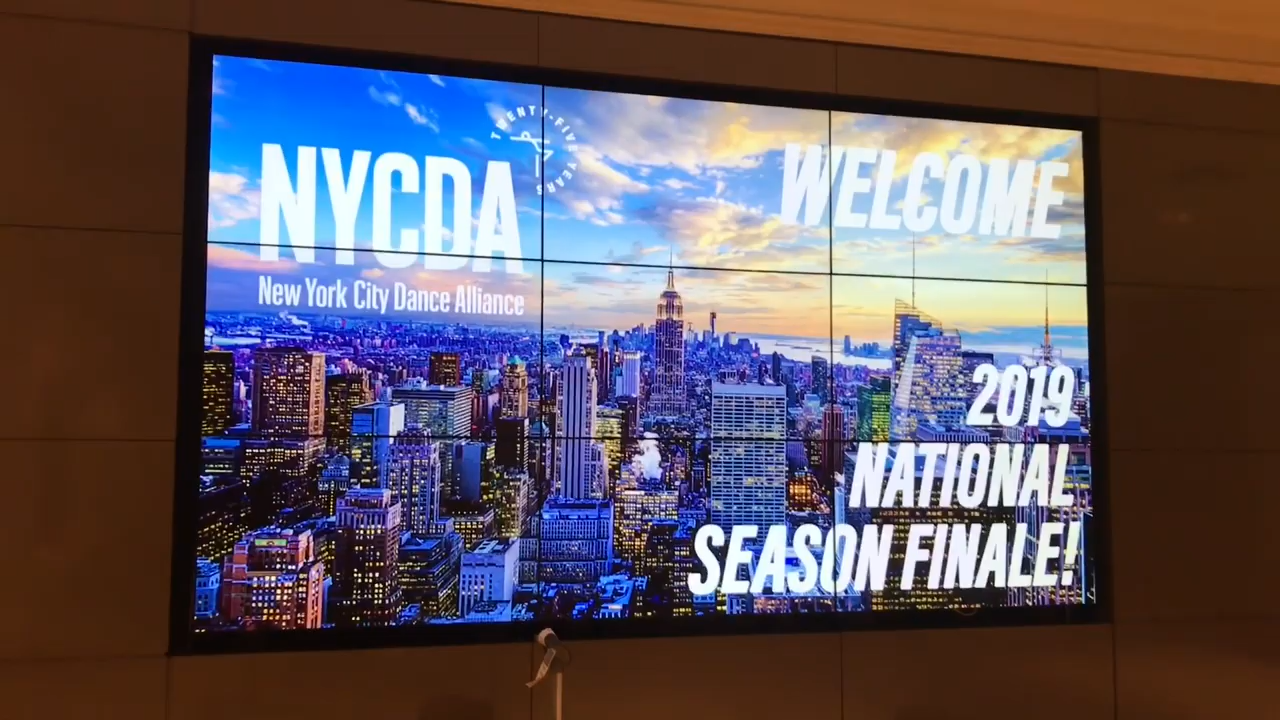 TWENTY-FIVE YEARS
NYCDA
New York City Dance Alliance
WELCOME
2019
NATIONAL
SEASON FINALE!